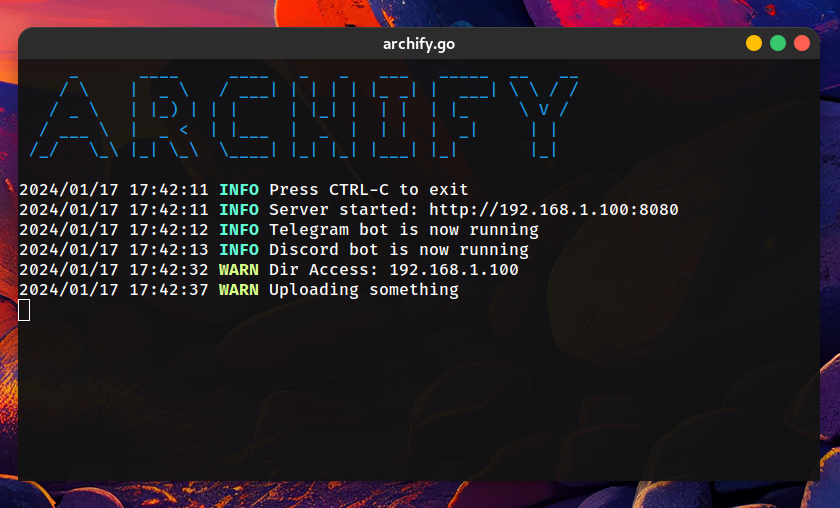 archify.go
ARCHIFY
2024/01/17 17:42:11 INFO Press CTRL-C to exit
2024/01/17 17:42:11 INFO Server started: http://192.168.1.100:8080
2024/01/17 17:42:12 INFO Telegram bot is now running
2024/01/17 17:42:13 INFO Discord bot is now running
2024/01/17 17:42:32 WARN Dir Access: 192.168.1.100
2024/01/17 17:42:37 WARN Uploading something